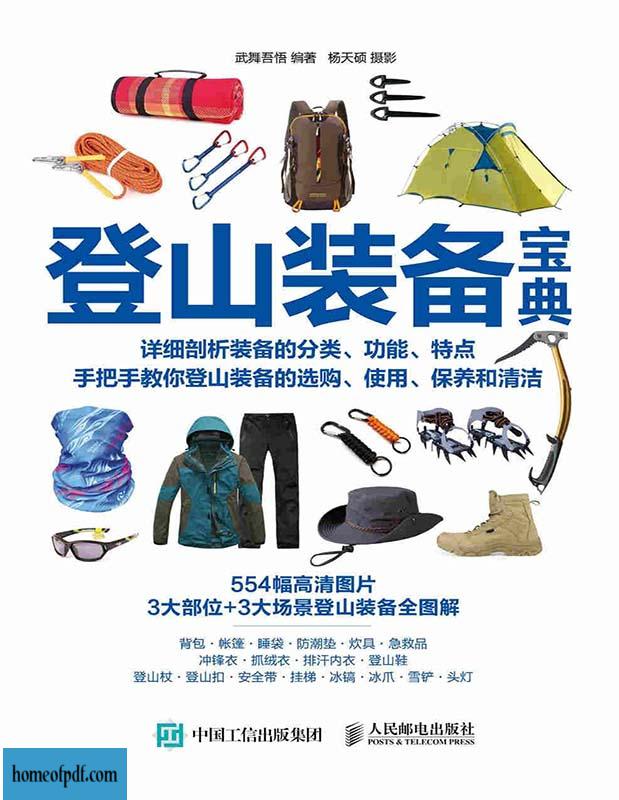 武舞吾悟 编著 杨天硕 摄影
登山装备宝典
详细剖析装备的分类、功能、特点
手把手教你登山装备的选购、使用、保养和清洁
554幅高清图片
3大部位+3大场景登山装备全图解
背包·帐篷·睡袋·防潮垫·炊具·急救品
冲锋衣·抓绒衣·排汗内衣·登山鞋
登山杖·登山扣·安全带·挂梯·冰镐·冰爪·雪铲·头灯
中国工信出版集团
人民邮电出版社
POSTS & TELECOM PRESS
homeofpdf.com